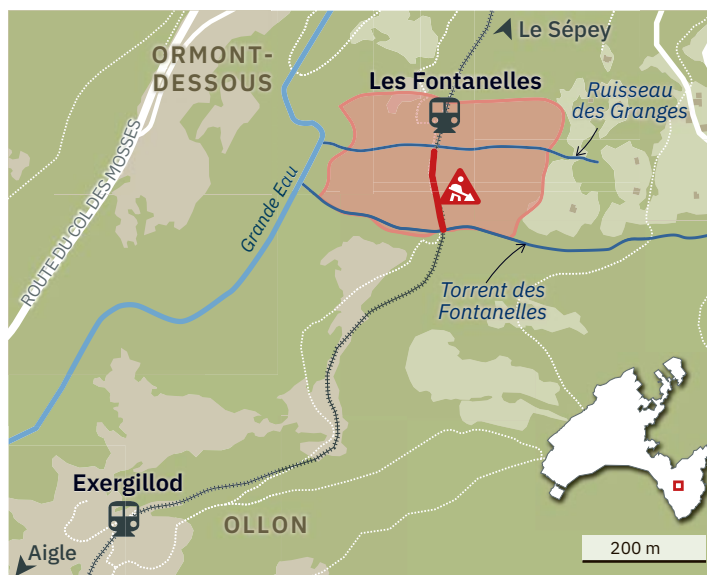 Le Sépey
ORMONT-
DESSOUS
Les Fontanelles
Ruisseau
des Granges
ROUTE DU COL DES MOSSES
Grande Eau
Torrent des
Fontanelles
Exergillod
OLLON
Aigle
200 m